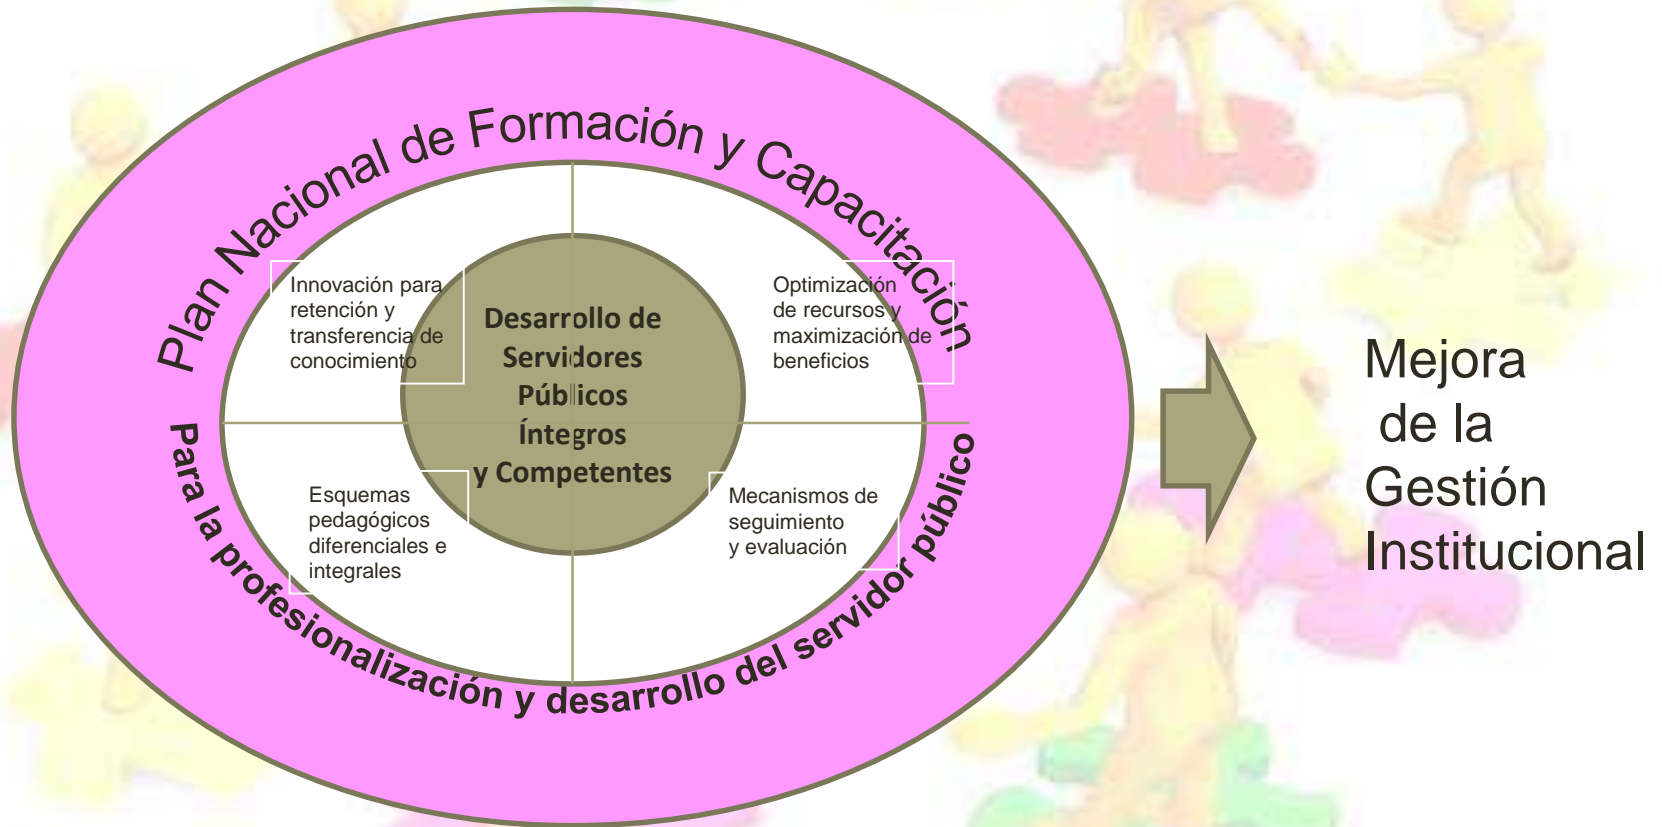 Plan Nacional de Formación y Capacitación
Innovación para
retención y
transferencia de
conocimiento
Optimización
de recursos y
maximización de
beneficios
Desarrollo de
Servidores
Públicos
Íntegros
y Competentes
Esquemas
pedagógicos
diferenciales e
integrales
Mecanismos de
seguimiento
y evaluación
Para la profesionalización y desarrollo del servidor público
Mejora
de la
Gestión
Institucional